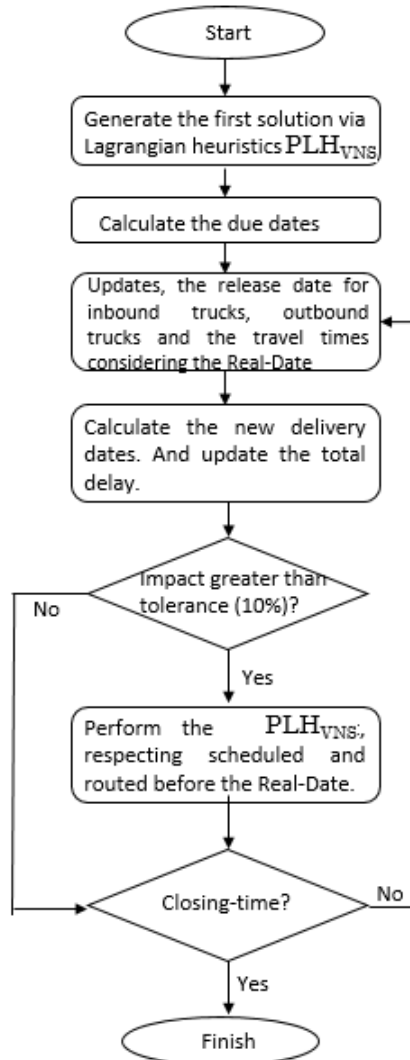 Start
Generate the first solution via
Lagrangian heuristics PLH_VNS
Calculate the due dates
Updates, the release date for
inbound trucks, outbound
trucks and the travel times
considering the Real-Date
Calculate the new delivery
dates. And update the total
delay.
Impact greater than
tolerance (10%)?
No
Yes
Perform the PLH_VNS:,
respecting scheduled and
routed before the Real-Date.
Closing-time?
No
Yes
Finish